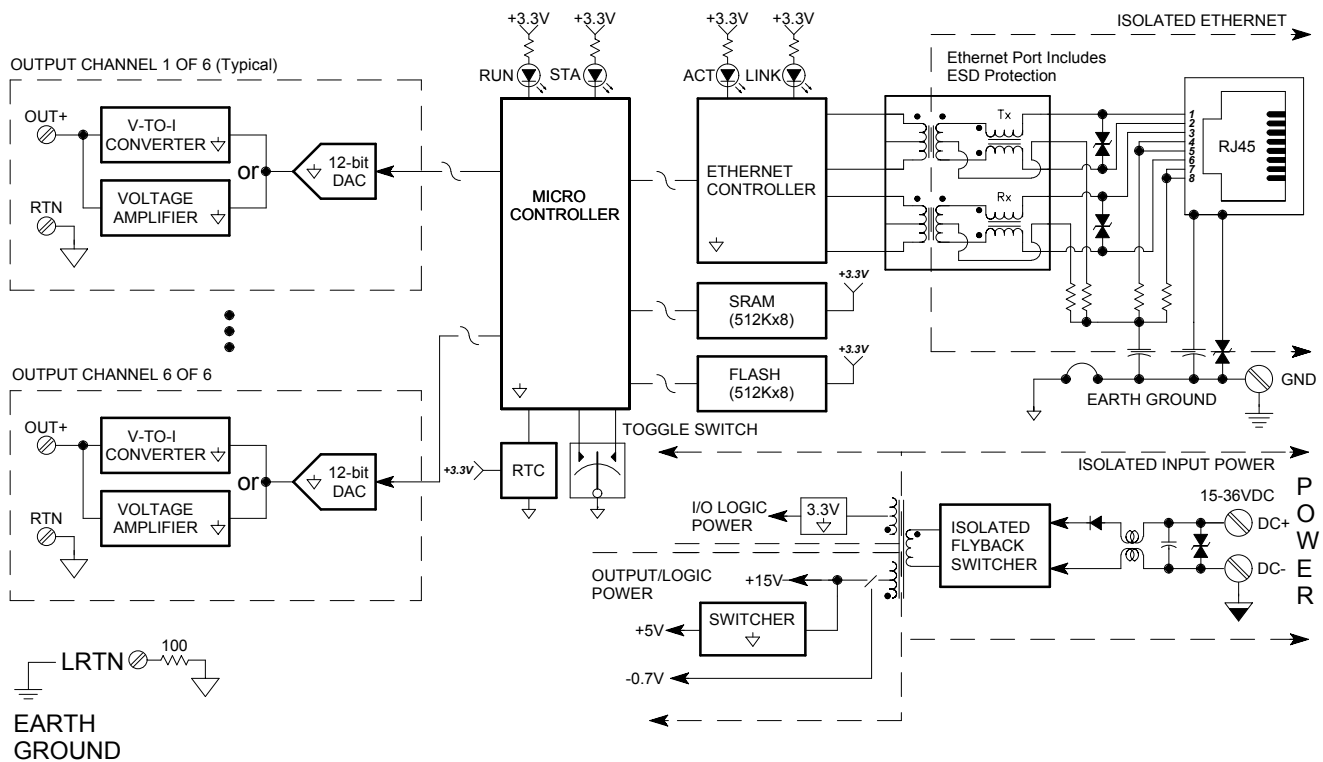 +3.3V
+3.3V
+3.3V
+3.3V
ISOLATED ETHERNET
RUN
STA
ACT
LINK
Ethernet Port Includes
ESD Protection
OUTPUT CHANNEL 1 OF 6 (Typical)
OUT+
V-TO-I
CONVERTER
or
12-bit
DAC
VOLTAGE
AMPLIFIER
RTN
MICRO
CONTROLLER
ETHERNET
CONTROLLER
Tx
Rx
1
2
3
4
5
6
7
8
RJ45
+3.3V
SRAM
(512Kx8)
+3.3V
FLASH
(512Kx8)
EARTH GROUND
GND
OUTPUT CHANNEL 6 OF 6
OUT+
V-TO-I
CONVERTER
or
12-bit
DAC
VOLTAGE
AMPLIFIER
RTN
+3.3V
RTC
TOGGLE SWITCH
ISOLATED INPUT POWER
15-36VDC
POWER
DC+
DC-
I/O LOGIC
POWER
3.3V
ISOLATED
FLYBACK
SWITCHER
OUTPUT/LOGIC
POWER
+15V
+5V
SWITCHER
-0.7V
LRTN
100
EARTH
GROUND